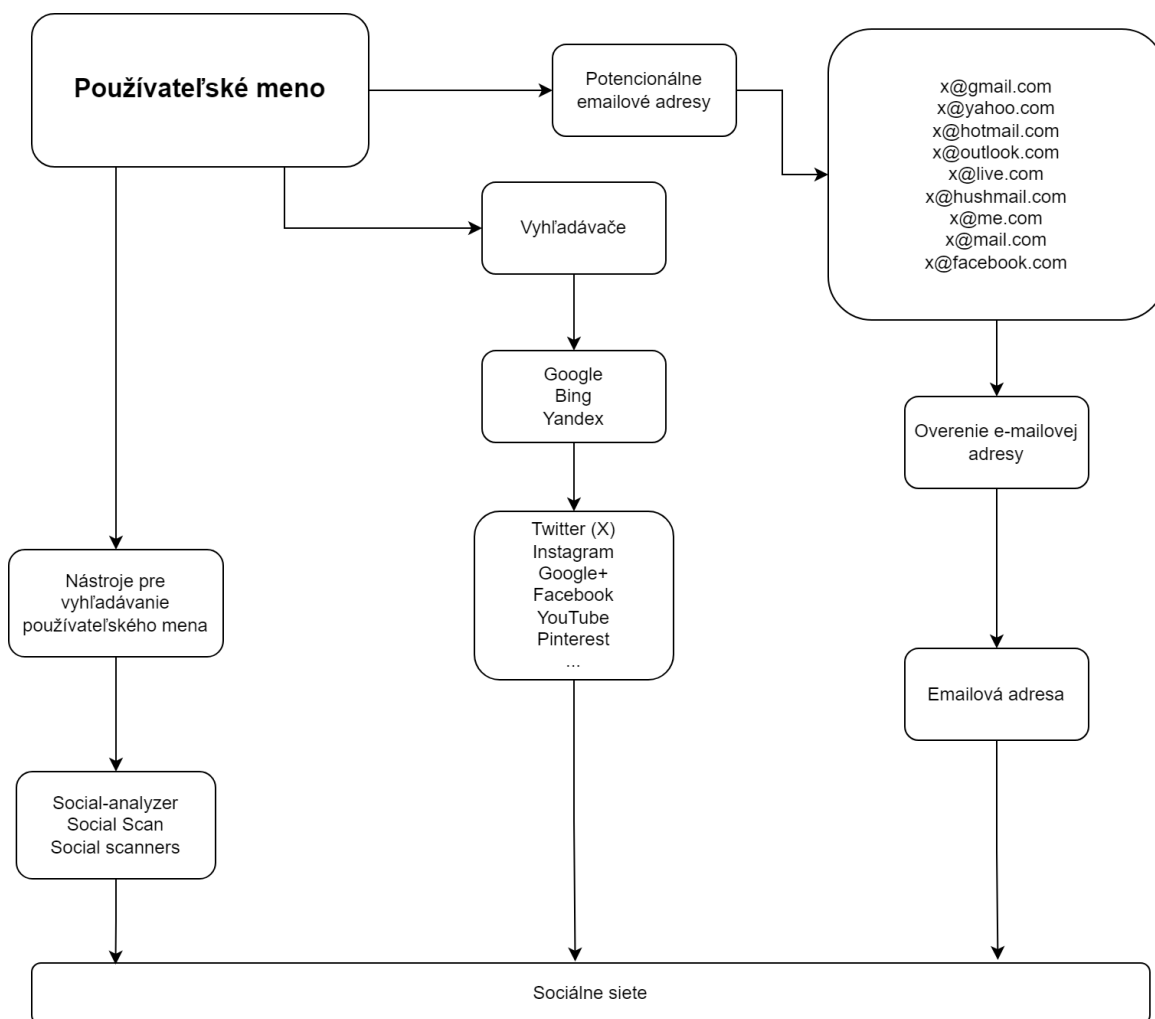 Používateľské meno
Potencionálne
emailové adresy
x@gmail.com
x@yahoo.com
x@hotmail.com
x@outlook.com
x@live.com
x@hushmail.com
x@me.com
x@mail.com
x@facebook.com
Vyhľadávače
Google
Bing
Yandex
Overenie e-mailovej
adresy
Twitter (X)
Instagram
Google+
Facebook
YouTube
Pinterest
...
Nástroje pre
vyhľadávanie
používateľského mena
Emailová adresa
Social-analyzer
Social Scan
Social scanners
Sociálne siete